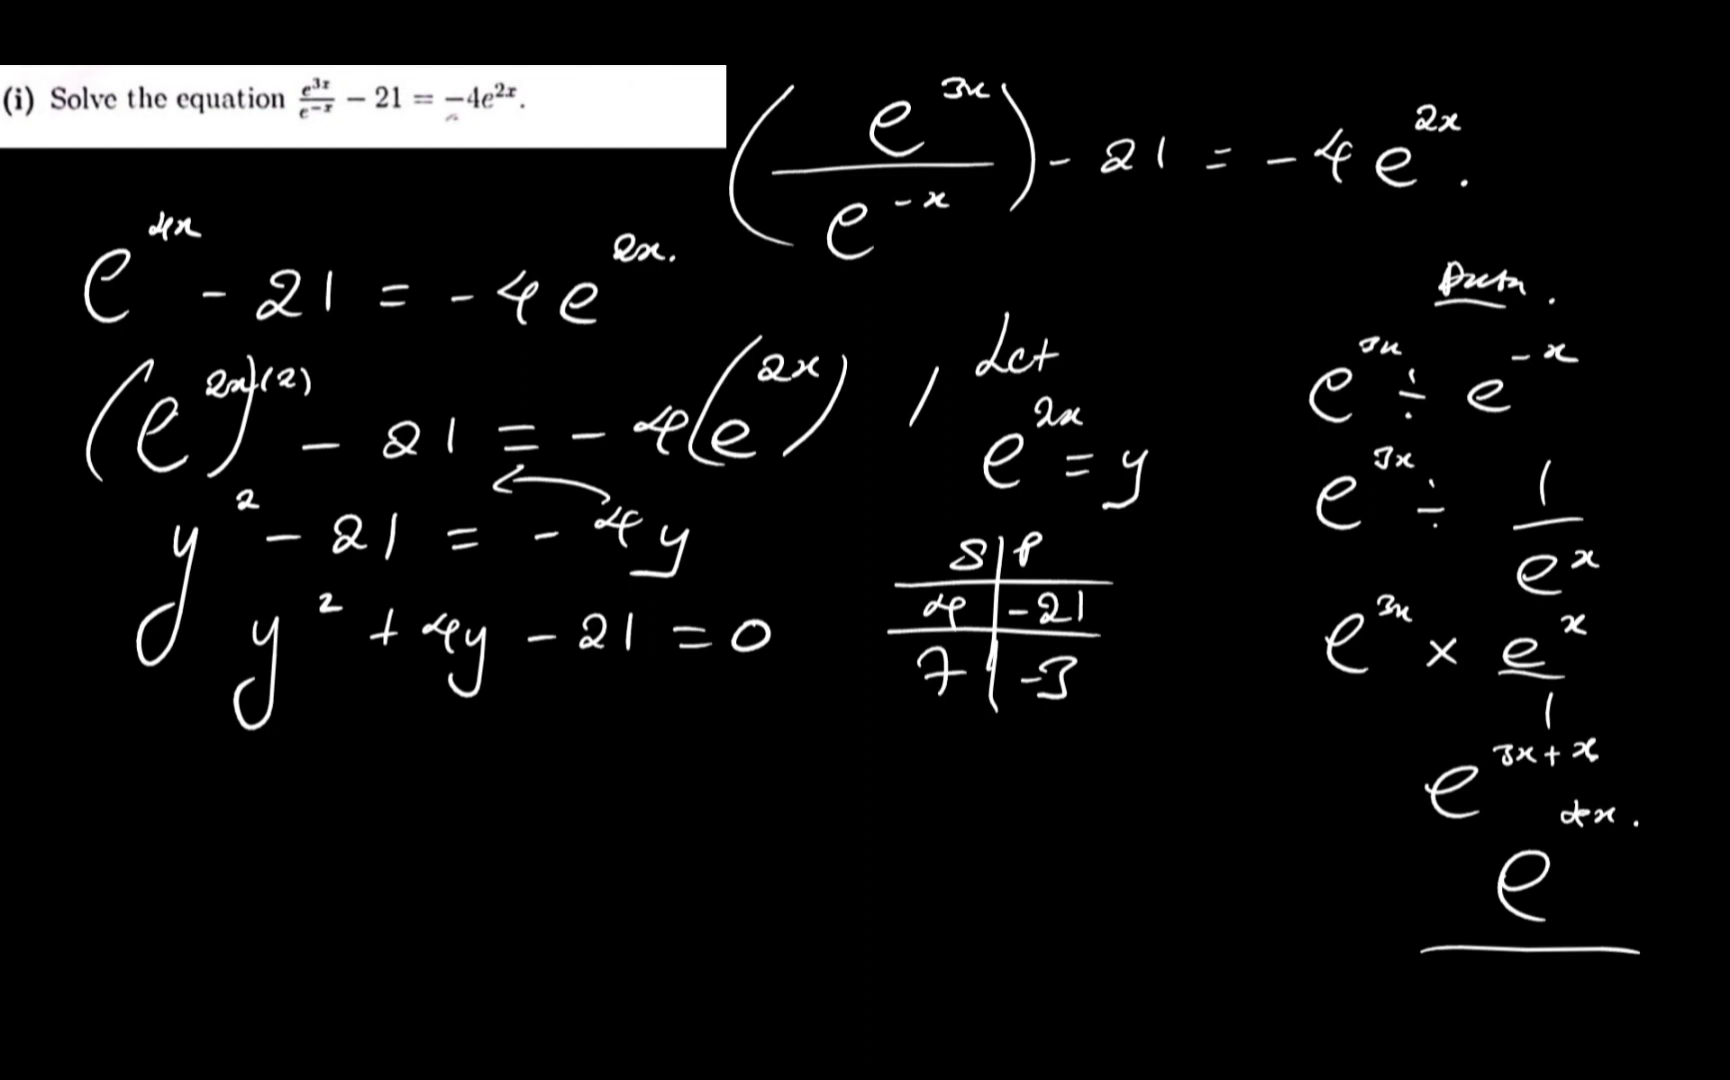 (i) Solve the equation e^{3x}/e^{-x} − 21 = −4e^{2x}.
(e^{3x}/e^{-x}) - 21 = -4e^{2x}.
e^{4x} - 21 = -4e^{2x}.
(e^{2x})^{(2)} - 21 = -4(e^{2x}) , Let
e^{2x} = y
y^2 - 21 = -4y
y^2 + 4y - 21 = 0
S | P
4 | -21
7 | -3
e^{3x} ÷ e^{-x}
e^{3x} ÷ 1/e^x
e^{3x} × e^x/1
e^{3x+x}
e^{4x}.